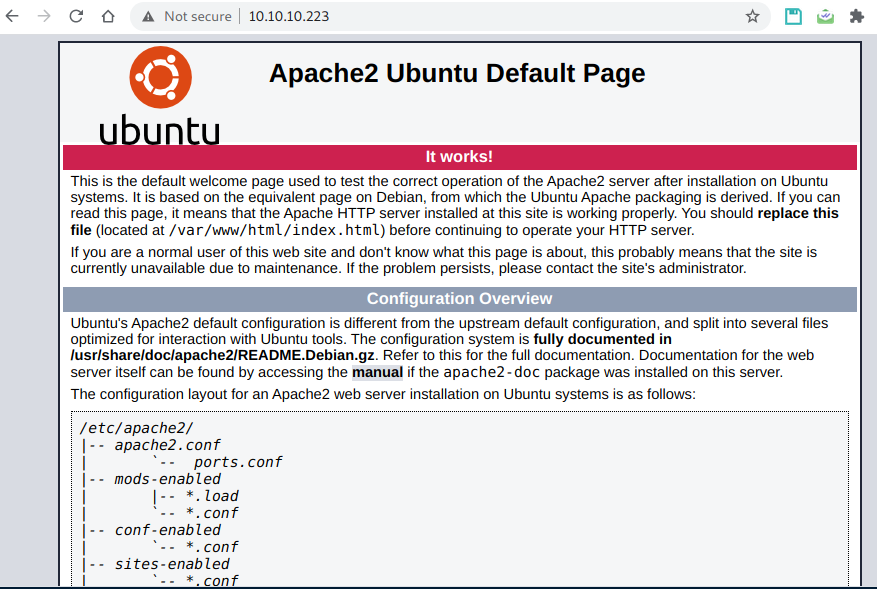 Not secure | 10.10.10.223
Apache2 Ubuntu Default Page
ubuntu
It works!
This is the default welcome page used to test the correct operation of the Apache2 server after installation on Ubuntu
systems. It is based on the equivalent page on Debian, from which the Ubuntu Apache packaging is derived. If you can
read this page, it means that the Apache HTTP server installed at this site is working properly. You should replace this
file (located at /var/www/html/index.html) before continuing to operate your HTTP server.
If you are a normal user of this web site and don't know what this page is about, this probably means that the site is
currently unavailable due to maintenance. If the problem persists, please contact the site's administrator.
Configuration Overview
Ubuntu's Apache2 default configuration is different from the upstream default configuration, and split into several files
optimized for interaction with Ubuntu tools. The configuration system is fully documented in
/usr/share/doc/apache2/README.Debian.gz. Refer to this for the full documentation. Documentation for the web
server itself can be found by accessing the manual if the apache2-doc package was installed on this server.
The configuration layout for an Apache2 web server installation on Ubuntu systems is as follows:
/etc/apache2/
|-- apache2.conf
|       `--  ports.conf
|-- mods-enabled
|       |-- *.load
|       `-- *.conf
|-- conf-enabled
|       `-- *.conf
|-- sites-enabled
|       `-- *.conf